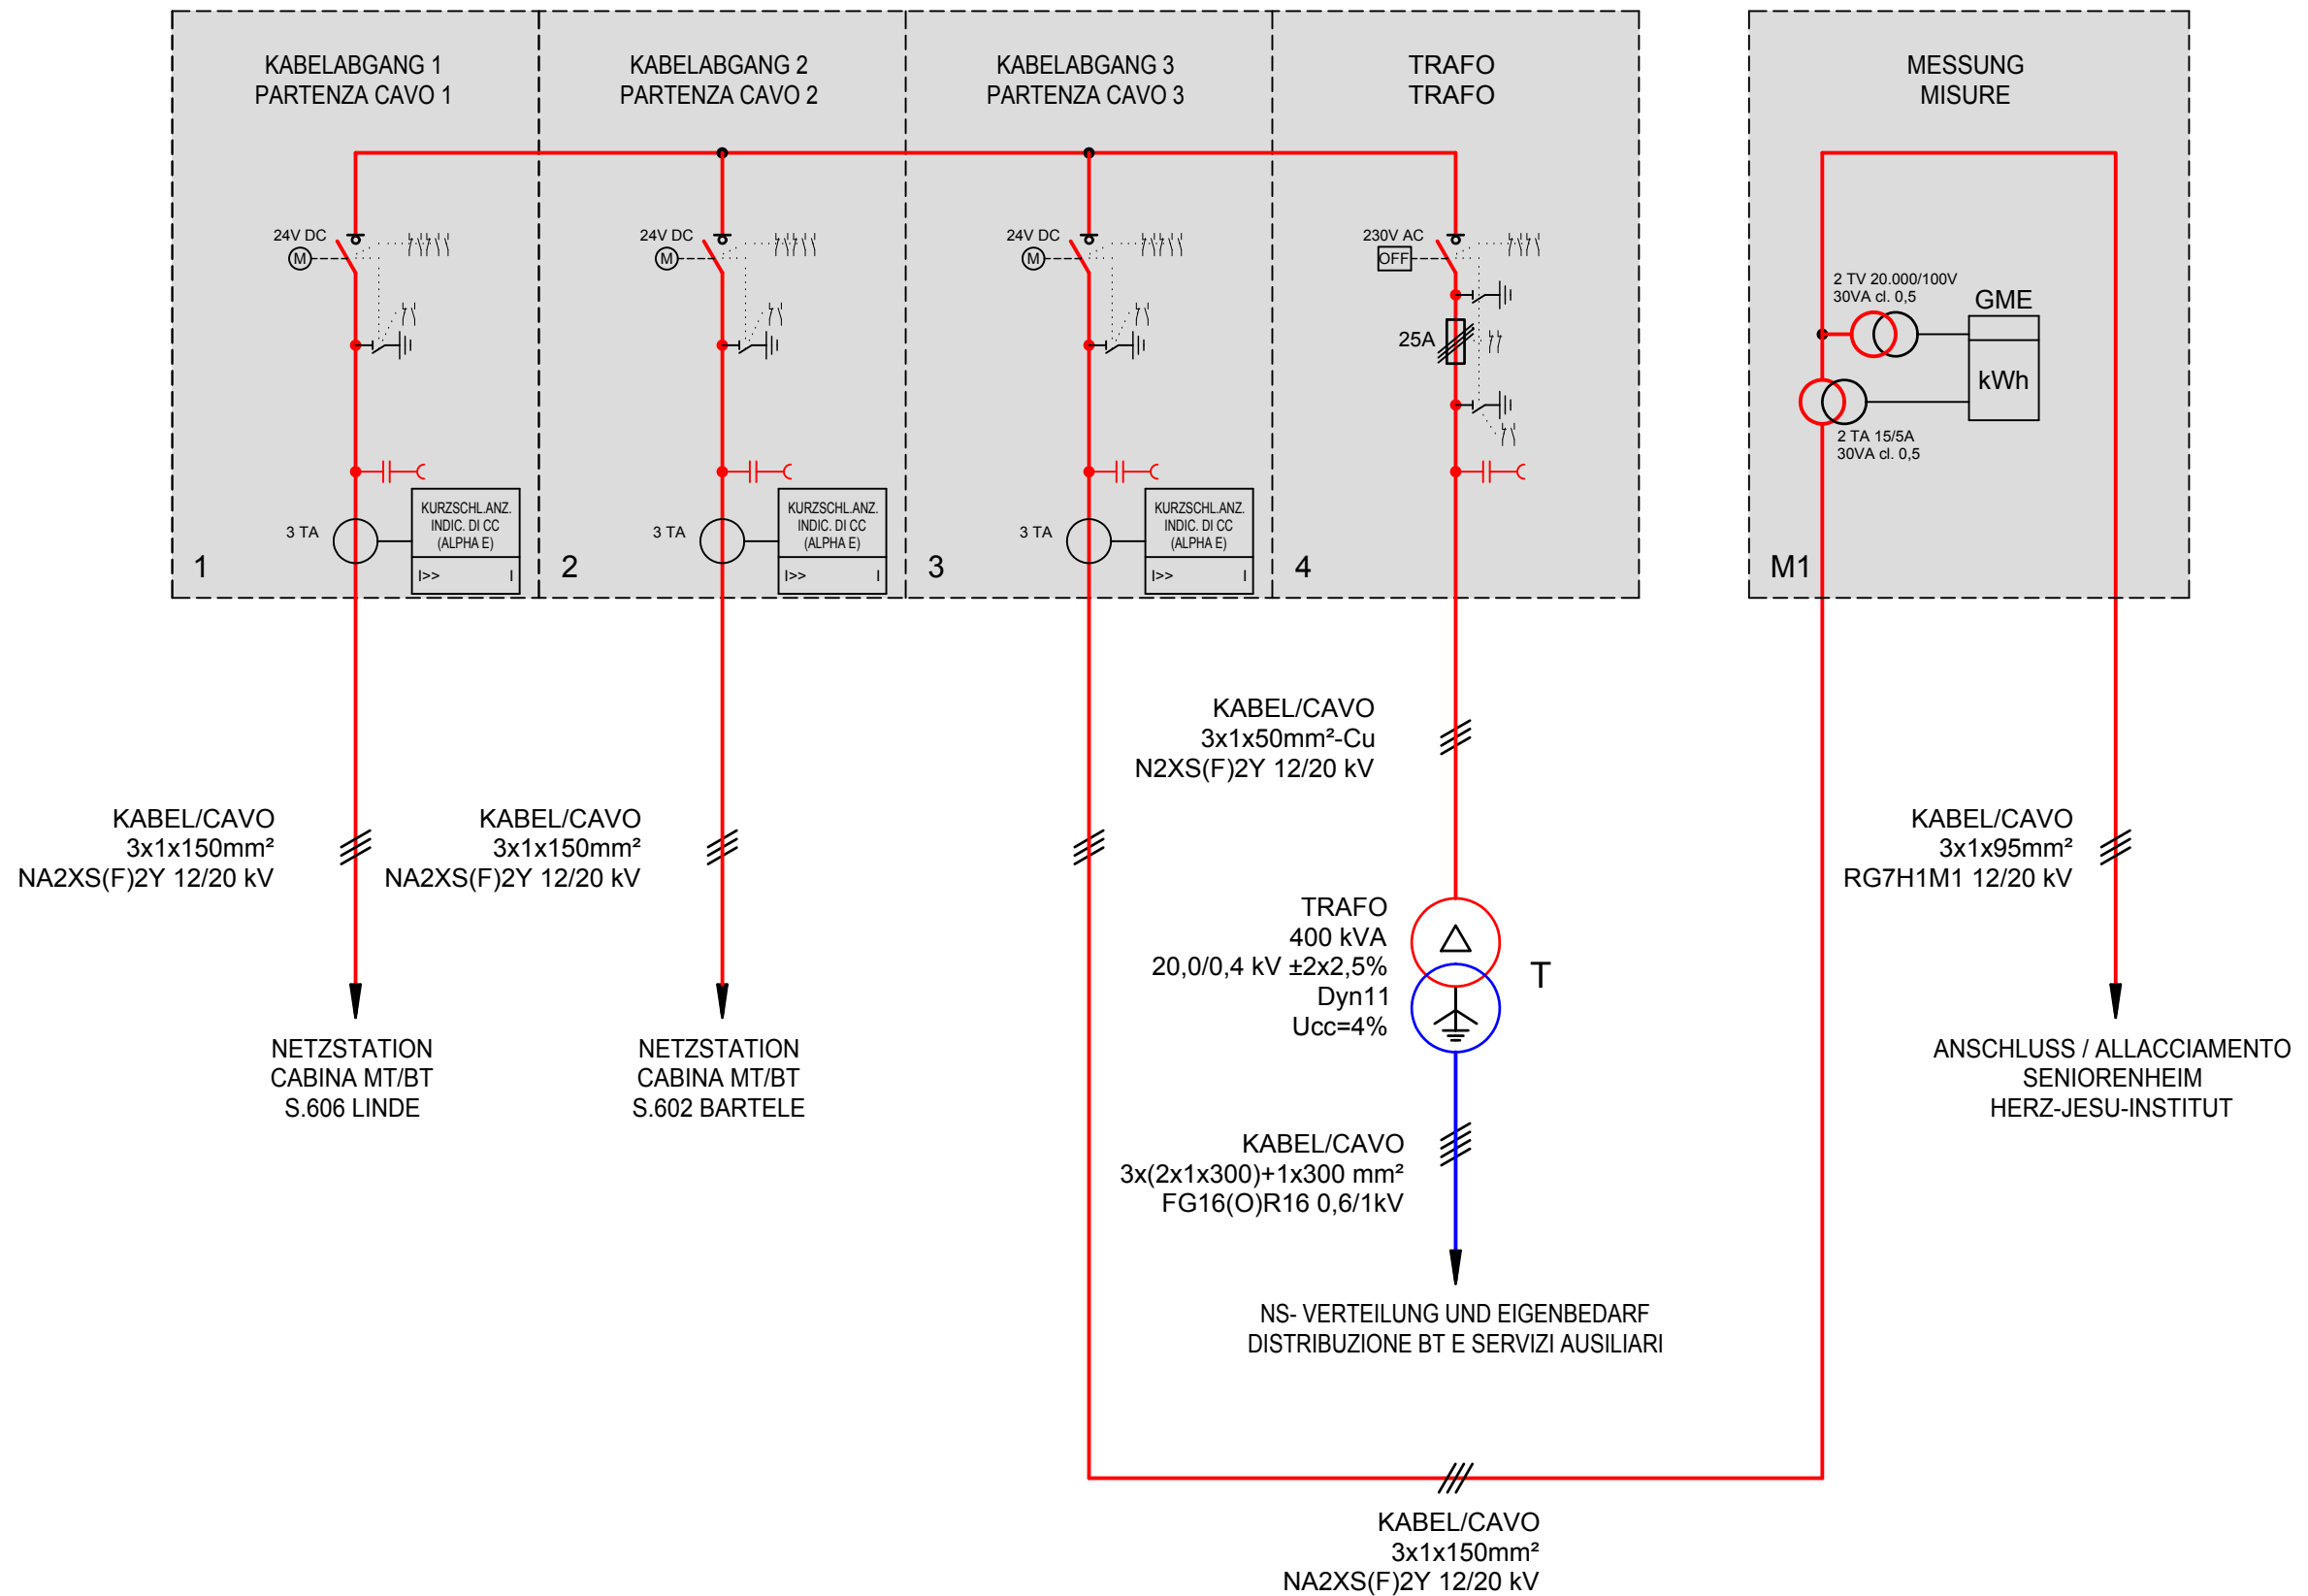 KABELABGANG 1
PARTENZA CAVO 1
KABELABGANG 2
PARTENZA CAVO 2
KABELABGANG 3
PARTENZA CAVO 3
TRAFO
TRAFO
MESSUNG
MISURE
24V DC
M
24V DC
M
24V DC
M
230V AC
OFF
25A
2 TV 20.000/100V
30VA cl. 0,5
GME
kWh
2 TA 15/5A
30VA cl. 0,5
3 TA
KURZSCHL.ANZ.
INDIC. DI CC
(ALPHA E)
I>> I
3 TA
KURZSCHL.ANZ.
INDIC. DI CC
(ALPHA E)
I>> I
3 TA
KURZSCHL.ANZ.
INDIC. DI CC
(ALPHA E)
I>> I
1
2
3
4
M1
KABEL/CAVO
3x1x150mm²
NA2XS(F)2Y 12/20 kV
KABEL/CAVO
3x1x150mm²
NA2XS(F)2Y 12/20 kV
KABEL/CAVO
3x1x50mm²-Cu
N2XS(F)2Y 12/20 kV
KABEL/CAVO
3x1x95mm²
RG7H1M1 12/20 kV
TRAFO
400 kVA
20,0/0,4 kV ±2x2,5%
Dyn11
Ucc=4%
T
NETZSTATION
CABINA MT/BT
S.606 LINDE
NETZSTATION
CABINA MT/BT
S.602 BARTELE
ANSCHLUSS / ALLACCIAMENTO
SENIORENHEIM
HERZ-JESU-INSTITUT
KABEL/CAVO
3x(2x1x300)+1x300 mm²
FG16(O)R16 0,6/1kV
NS- VERTEILUNG UND EIGENBEDARF
DISTRIBUZIONE BT E SERVIZI AUSILIARI
KABEL/CAVO
3x1x150mm²
NA2XS(F)2Y 12/20 kV